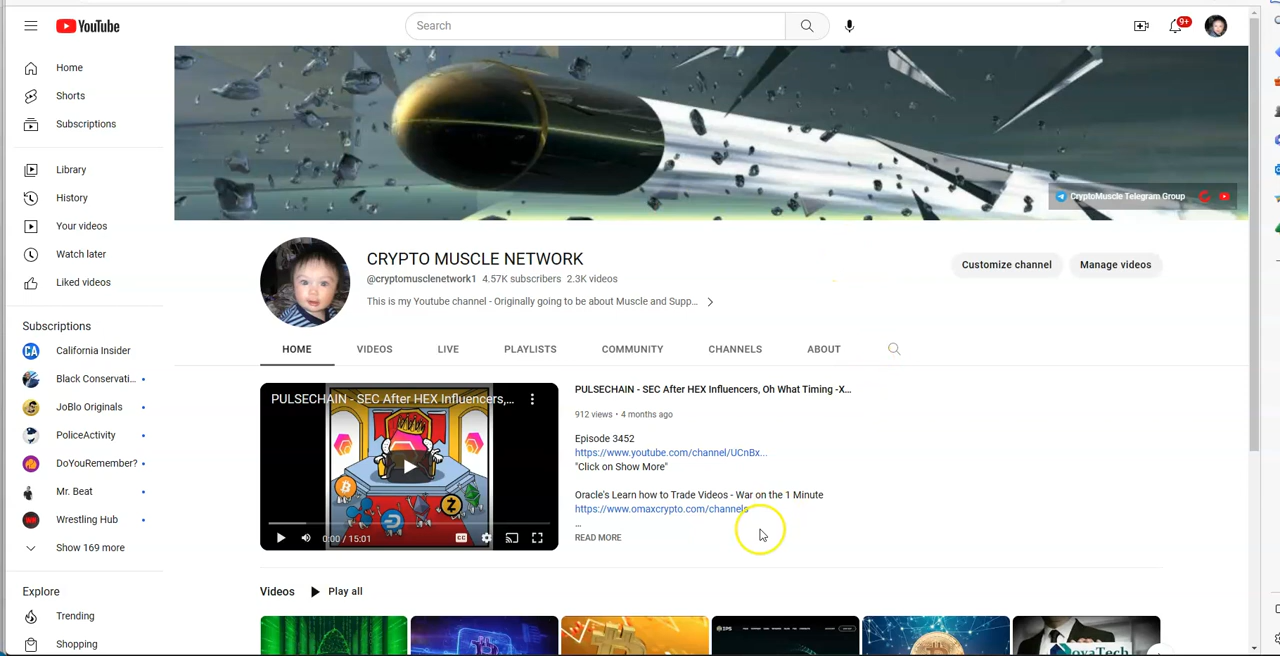 YouTube
Search
9+
Home
Shorts
Subscriptions
Library
History
Your videos
Watch later
Liked videos
Subscriptions
CA
California Insider
Black Conservati...
JoBlo Originals
PoliceActivity
DoYouRemember?
Mr. Beat
Wrestling Hub
Show 169 more
Explore
Trending
Shopping
CryptoMuscle Telegram Group
CRYPTO MUSCLE NETWORK
@cryptomusclenetwork1 4.57K subscribers 2.3K videos
This is my Youtube channel - Originally going to be about Muscle and Supp...
Customize channel
Manage videos
HOME
VIDEOS
LIVE
PLAYLISTS
COMMUNITY
CHANNELS
ABOUT
PULSECHAIN - SEC After HEX Influencers,...
0:00 / 15:01
PULSECHAIN - SEC After HEX Influencers, Oh What Timing -X...
912 views • 4 months ago
Episode 3452
https://www.youtube.com/channel/UCnBx...
"Click on Show More"
Oracle's Learn how to Trade Videos - War on the 1 Minute
https://www.omaxcrypto.com/channels
...
READ MORE
Videos
Play all